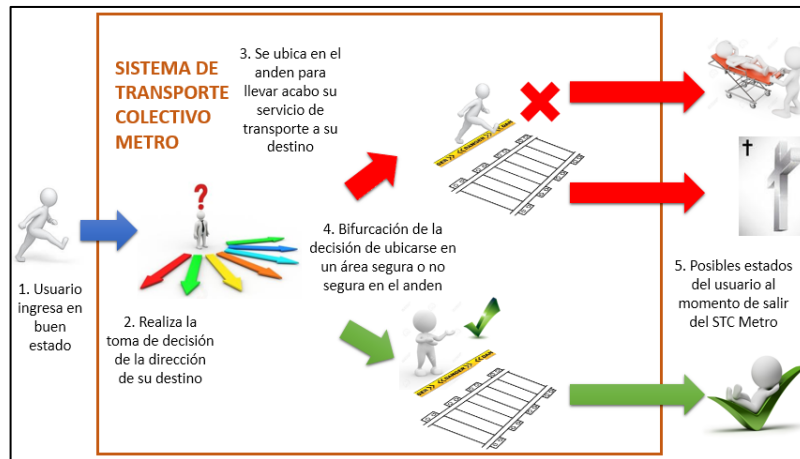 SISTEMA DE
TRANSPORTE
COLECTIVO
METRO
1. Usuario
ingresa en
buen
estado
2. Realiza la
toma de decisión
de la dirección
de su destino
3. Se ubica en el
anden para
llevar acabo su
servicio de
transporte a su
destino
4. Bifurcación de la
decisión de ubicarse en
un área segura o no
segura en el anden
5. Posibles estados
del usuario al
momento de salir
del STC Metro